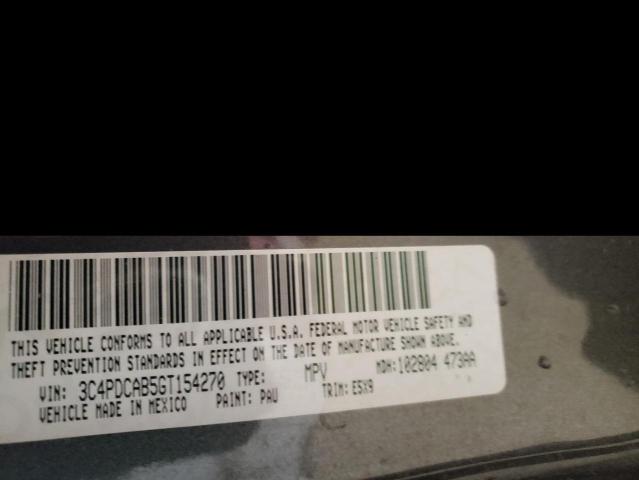 THIS VEHICLE CONFORMS TO ALL APPLICABLE U.S.A. FEDERAL MOTOR VEHICLE SAFETY AND
THEFT PREVENTION STANDARDS IN EFFECT ON THE DATE OF MANUFACTURE SHOWN ABOVE.
VIN: 3C4PDCAB5GT154270 TYPE: MPV MDH:102804 473AA
VEHICLE MADE IN MEXICO PAINT: PAU TRIM: E5X9